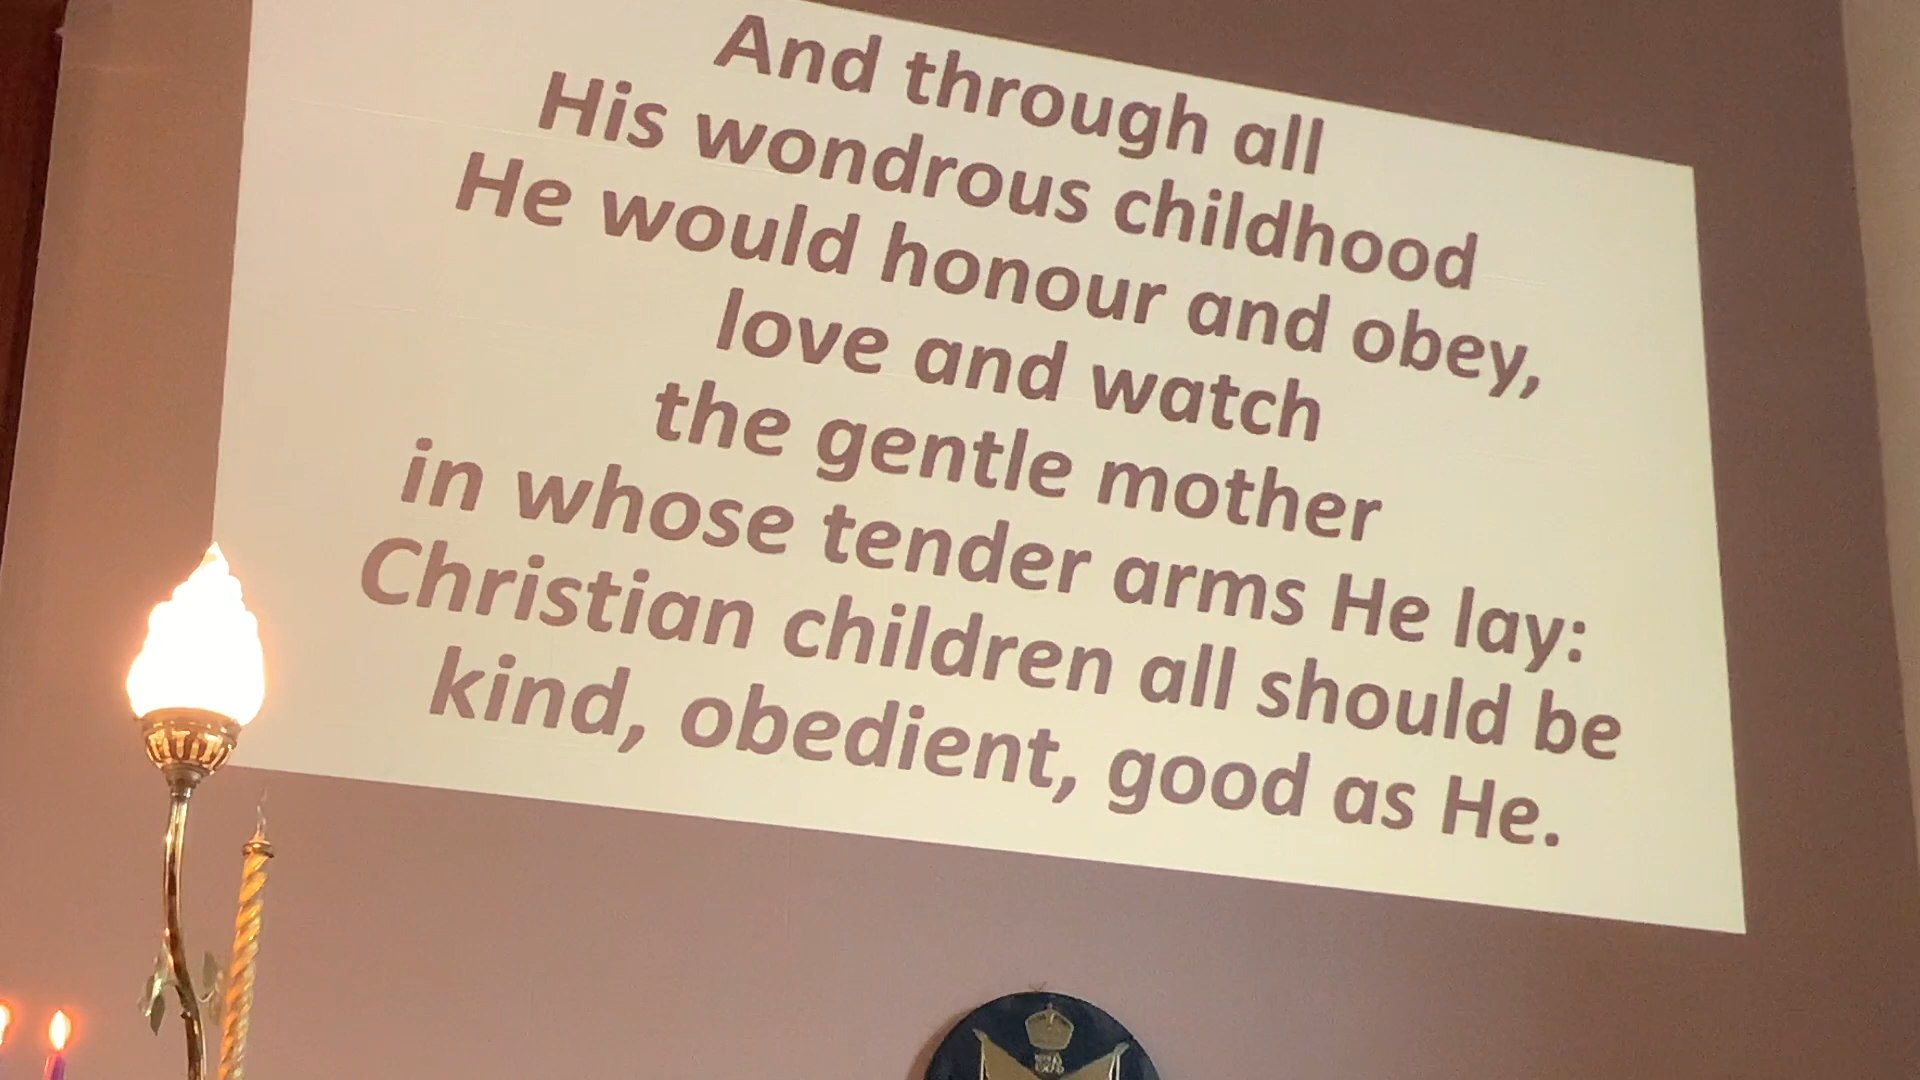 And through all
His wondrous childhood
He would honour and obey,
love and watch
the gentle mother
in whose tender arms He lay:
Christian children all should be
kind, obedient, good as He.